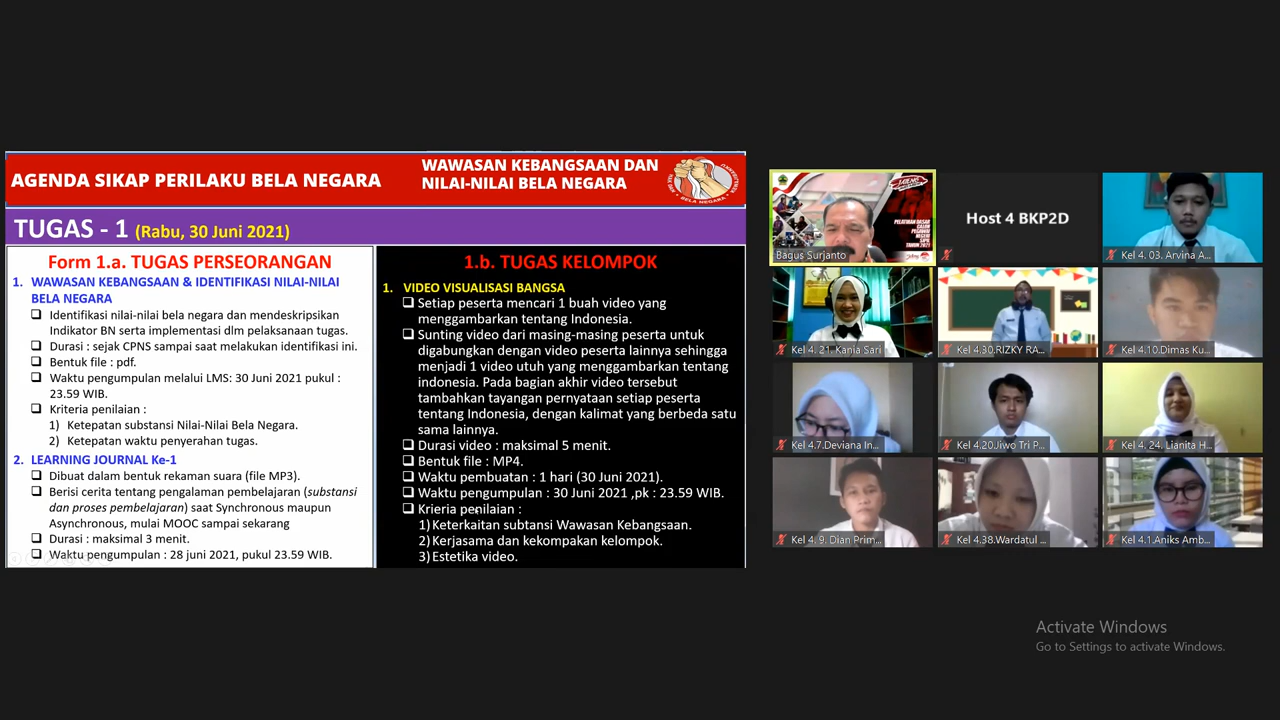 AGENDA SIKAP PERILAKU BELA NEGARA
WAWASAN KEBANGSAAN DAN
NILAI-NILAI BELA NEGARA
BELA NEGARA
TUGAS - 1 (Rabu, 30 Juni 2021)
Form 1.a. TUGAS PERSEORANGAN
1. WAWASAN KEBANGSAAN & IDENTIFIKASI NILAI-NILAI
BELA NEGARA
❑ Identifikasi nilai-nilai bela negara dan mendeskripsikan
Indikator BN serta implementasi dlm pelaksanaan tugas.
❑ Durasi : sejak CPNS sampai saat melakukan identifikasi ini.
❑ Bentuk file : pdf.
❑ Waktu pengumpulan melalui LMS: 30 Juni 2021 pukul :
23.59 WIB.
❑ Kriteria penilaian :
1) Ketepatan substansi Nilai-Nilai Bela Negara.
2) Ketepatan waktu penyerahan tugas.
2. LEARNING JOURNAL Ke-1
❑ Dibuat dalam bentuk rekaman suara (file MP3).
❑ Berisi cerita tentang pengalaman pembelajaran (substansi
dan proses pembelajaran) saat Synchronous maupun
Asynchronous, mulai MOOC sampai sekarang
❑ Durasi : maksimal 3 menit.
❑ Waktu pengumpulan : 28 juni 2021, pukul 23.59 WIB.
1.b. TUGAS KELOMPOK
1. VIDEO VISUALISASI BANGSA
❑ Setiap peserta mencari 1 buah video yang
menggambarkan tentang Indonesia.
❑ Sunting video dari masing-masing peserta untuk
digabungkan dengan video peserta lainnya sehingga
menjadi 1 video utuh yang menggambarkan tentang
indonesia. Pada bagian akhir video tersebut
tambahkan tayangan pernyataan setiap peserta
tentang Indonesia, dengan kalimat yang berbeda satu
sama lainnya.
❑ Durasi video : maksimal 5 menit.
❑ Bentuk file : MP4.
❑ Waktu pembuatan : 1 hari (30 Juni 2021).
❑ Waktu pengumpulan : 30 Juni 2021 ,pk : 23.59 WIB.
❑ Krieria penilaian :
1) Keterkaitan subtansi Wawasan Kebangsaan.
2) Kerjasama dan kekompakan kelompok.
3) Estetika video.
JATENG
PELATIHAN DASAR
CALON
PEGAWAI
NEGERI
SIPIL
TAHUN 2021
Bagus Surjanto
Host 4 BKP2D
Kel 4. 03. Arvina A...
Kel 4. 21. Kania Sari
Kel 4.30.RIZKY RA...
Kel 4.10.Dimas Ku...
Kel 4.7.Deviana In...
Kel 4.20Jiwo Tri P...
Kel 4. 24. Lianita H...
Kel 4. 9. Dian Prim...
Kel 4.38.Wardatul ...
Kel 4.1.Aniks Amb...
Activate Windows
Go to Settings to activate Windows.